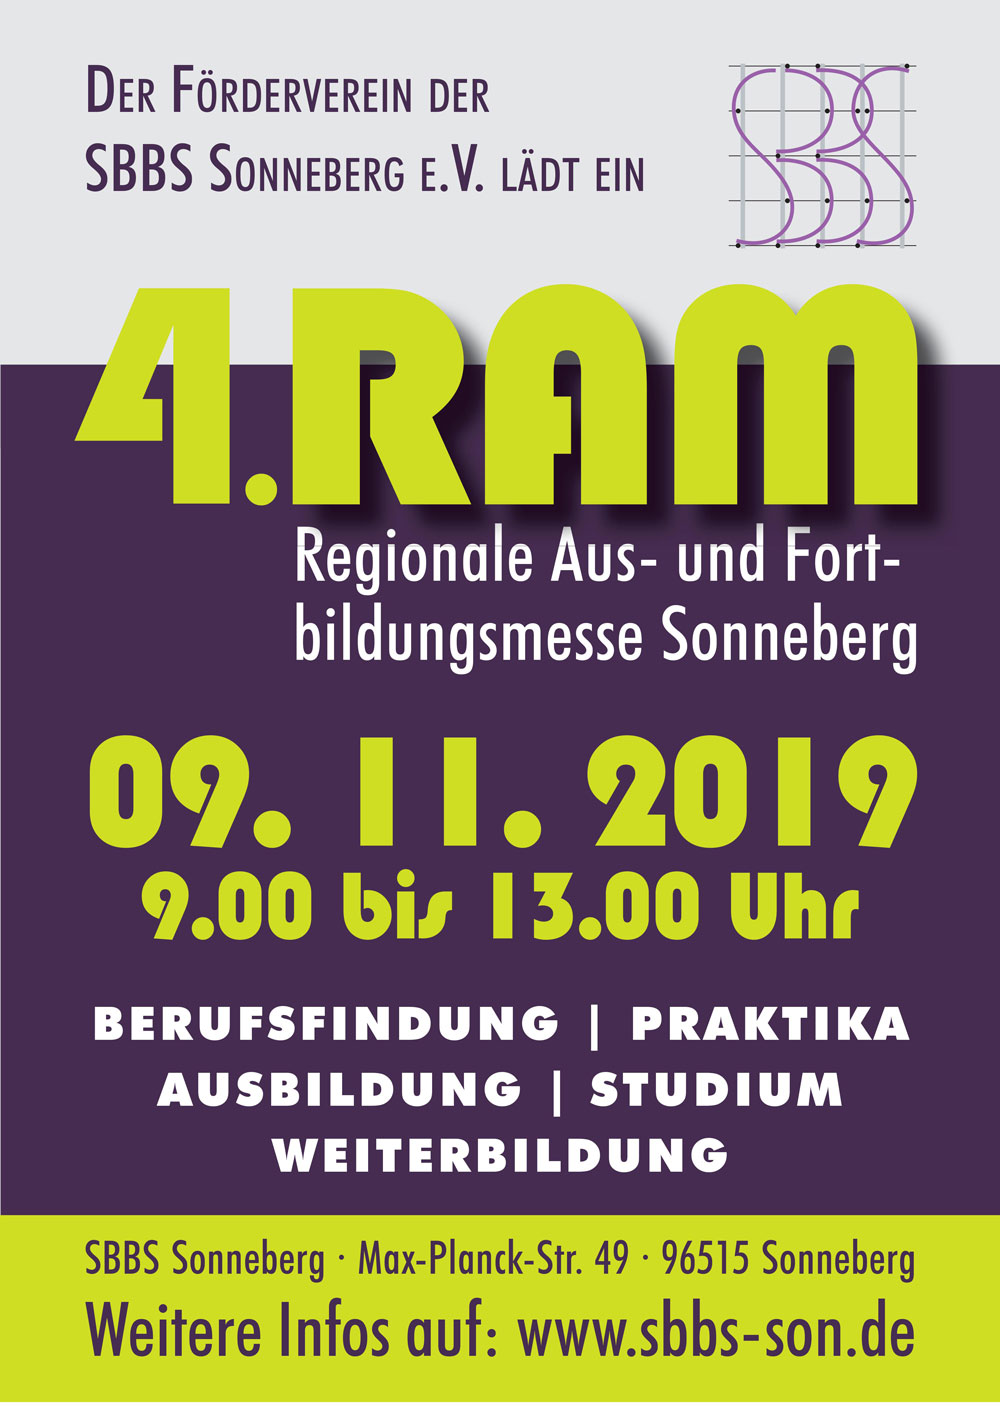 Der Förderverein der
SBBS Sonneberg e.V. lädt ein
SBBS
4. RAM
Regionale Aus- und Fort-
bildungsmesse Sonneberg
09. 11. 2019
9.00 bis 13.00 Uhr
BERUFSFINDUNG | PRAKTIKA
AUSBILDUNG | STUDIUM
WEITERBILDUNG
SBBS Sonneberg · Max-Planck-Str. 49 · 96515 Sonneberg
Weitere Infos auf: www.sbbs-son.de